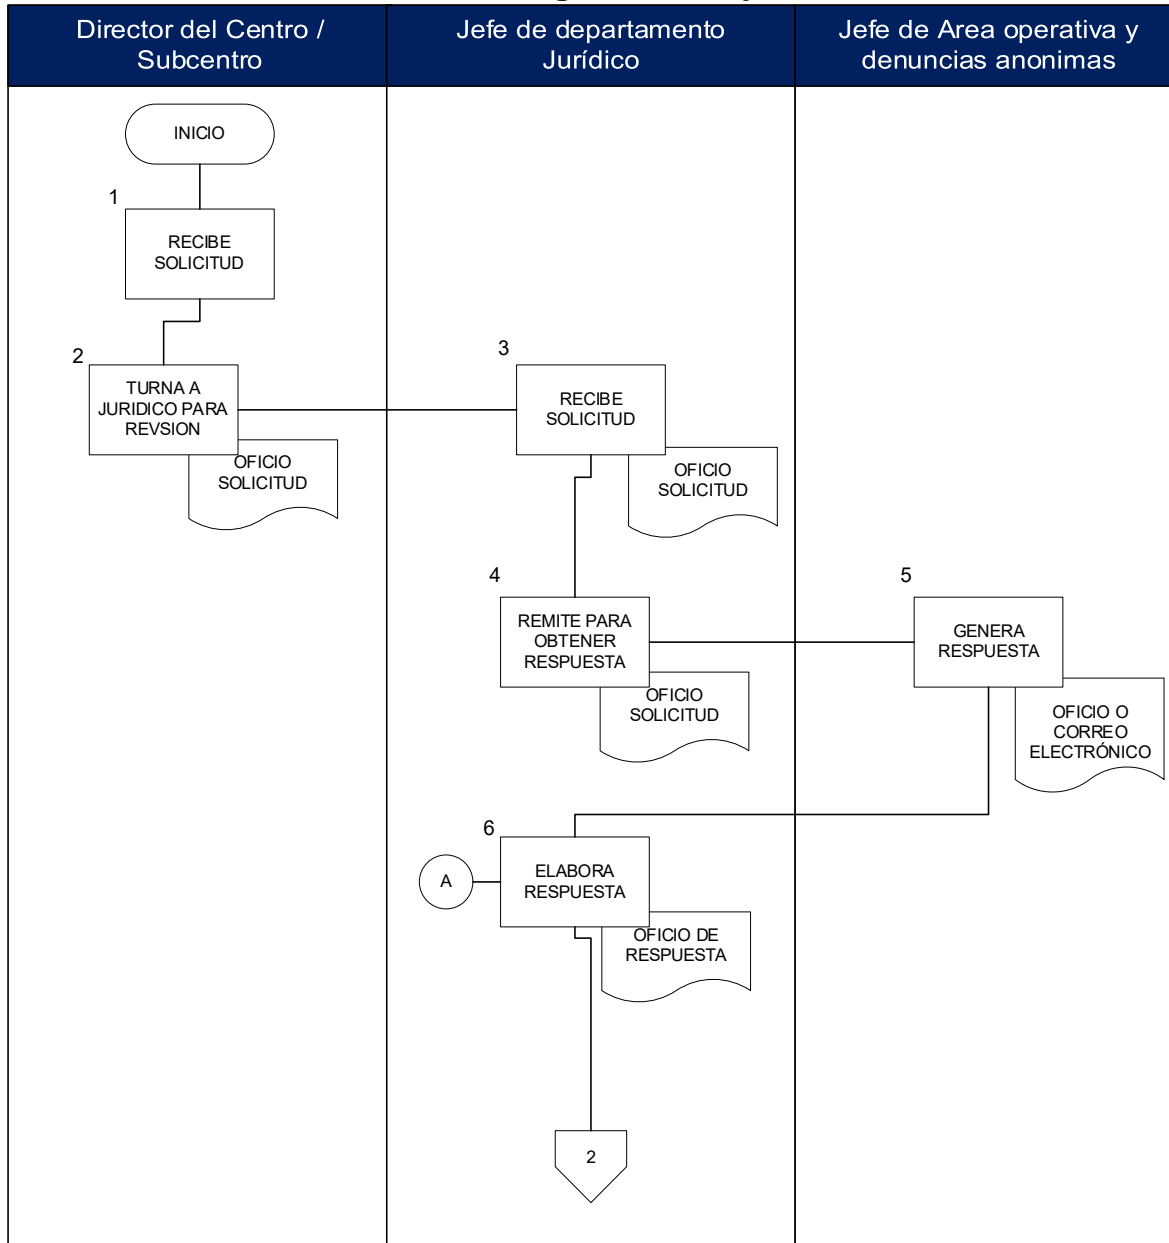 Director del Centro /
Subcentro
Jefe de departamento
Jurídico
Jefe de Area operativa y
denuncias anonimas
INICIO
1
RECIBE
SOLICITUD
2
TURNA A
JURIDICO PARA
REVSION
OFICIO
SOLICITUD
3
RECIBE
SOLICITUD
OFICIO
SOLICITUD
4
REMITE PARA
OBTENER
RESPUESTA
OFICIO
SOLICITUD
5
GENERA
RESPUESTA
OFICIO O
CORREO
ELECTRÓNICO
6
A
ELABORA
RESPUESTA
OFICIO DE
RESPUESTA
2